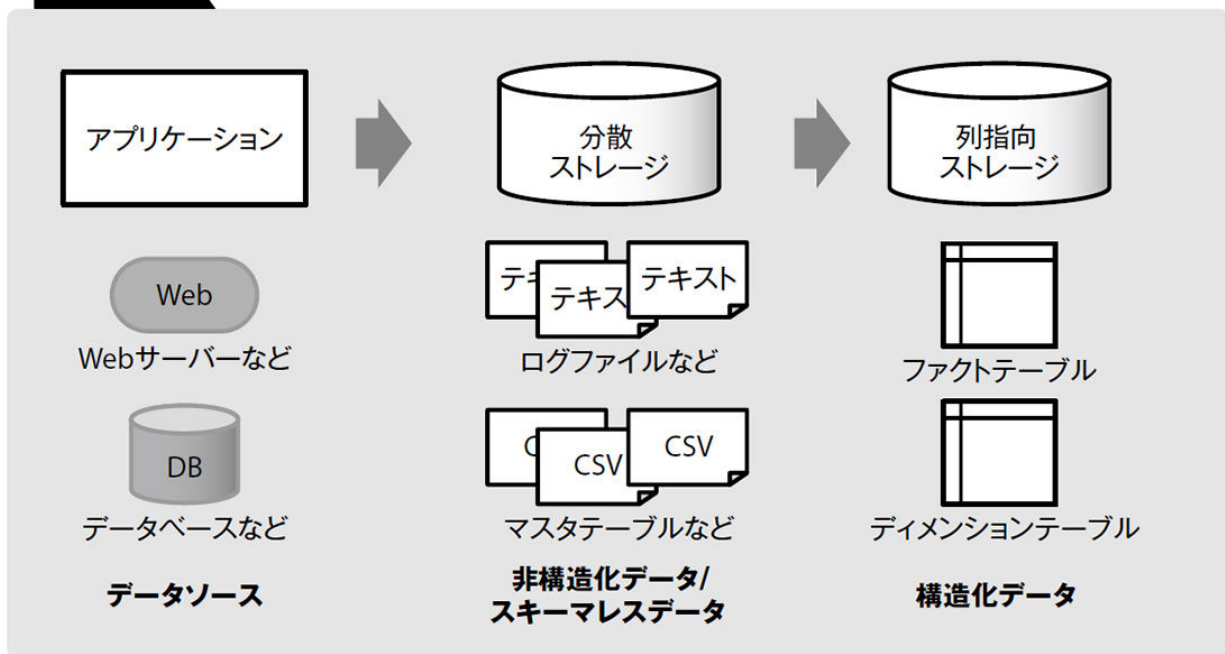 アプリケーション
分散
ストレージ
列指向
ストレージ
Web
Webサーバーなど
テキ
テキス
テキスト
ログファイルなど
ファクトテーブル
DB
データベースなど
C
CSV
CSV
マスタテーブルなど
ディメンションテーブル
データソース
非構造化データ/
スキーマレスデータ
構造化データ